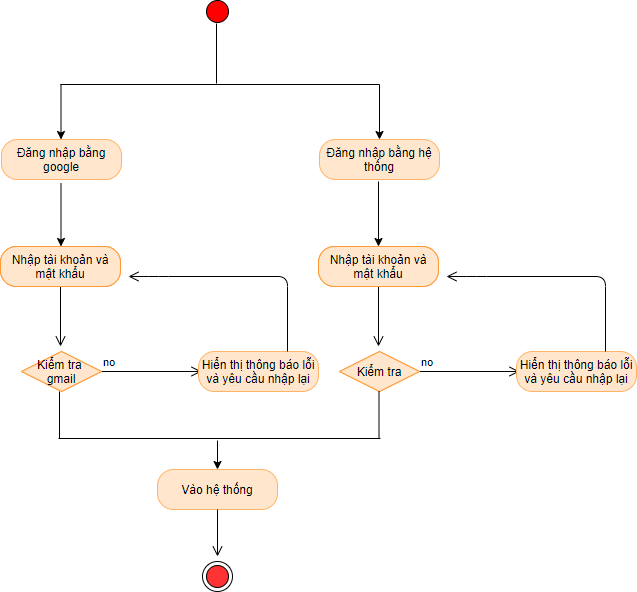 Đăng nhập bằng
google
Đăng nhập bằng hệ
thống
Nhập tài khoản và
mật khẩu
Nhập tài khoản và
mật khẩu
Kiểm tra
gmail
no
Hiển thị thông báo lỗi
và yêu cầu nhập lại
Kiểm tra
no
Hiển thị thông báo lỗi
và yêu cầu nhập lại
Vào hệ thống